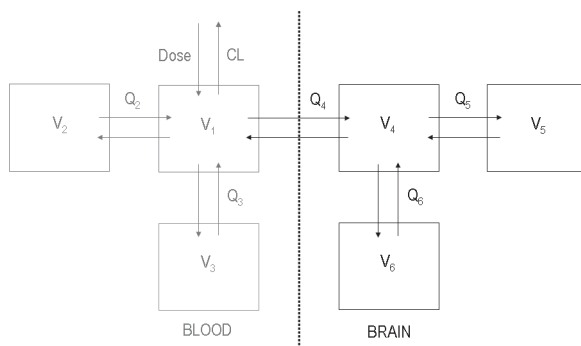 Dose CL
Q₂ Q₄ Q₅
V₂ V₁ V₄ V₅
Q₃ Q₆
V₃ V₆
BLOOD BRAIN